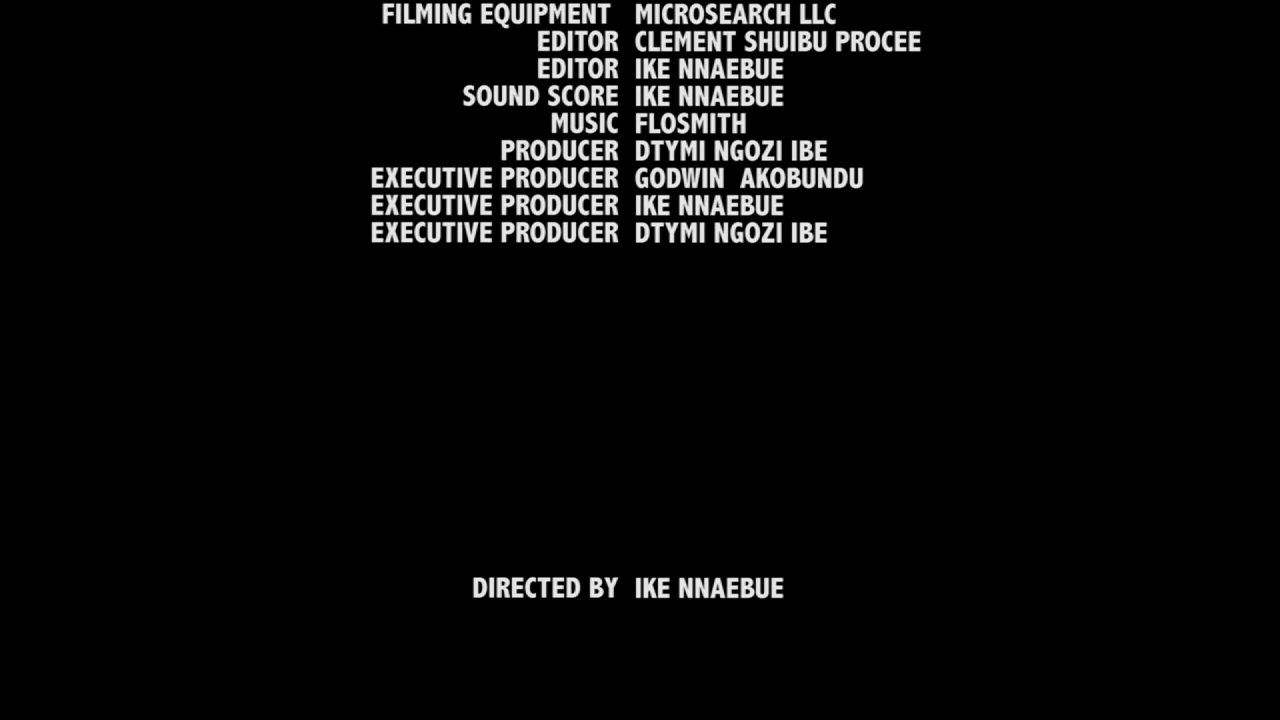 FILMING EQUIPMENT MICROSEARCH LLC
EDITOR CLEMENT SHUIBU PROCEE
EDITOR IKE NNAEBUE
SOUND SCORE IKE NNAEBUE
MUSIC FLOSMITH
PRODUCER DTYMI NGOZI IBE
EXECUTIVE PRODUCER GODWIN AKOBUNDU
EXECUTIVE PRODUCER IKE NNAEBUE
EXECUTIVE PRODUCER DTYMI NGOZI IBE
DIRECTED BY IKE NNAEBUE